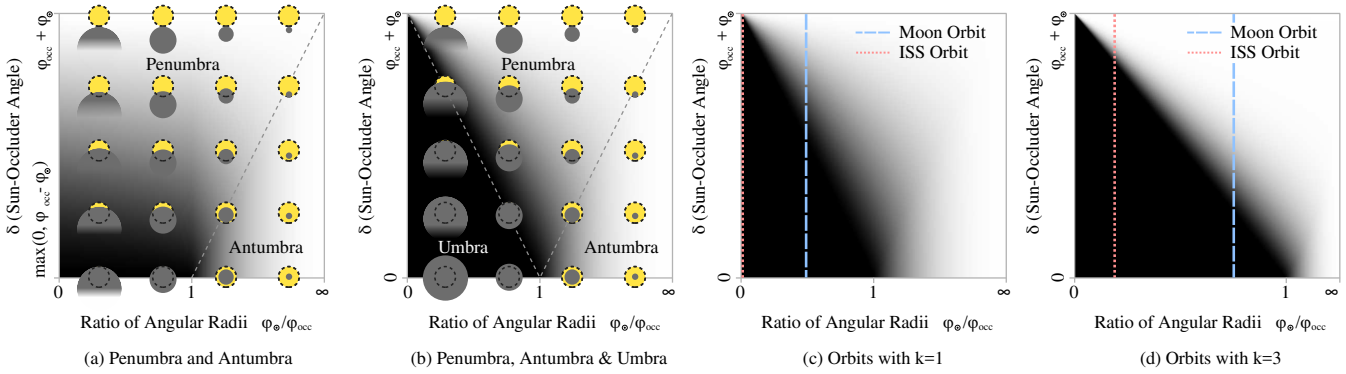 δ ( Sun-Occluder Angle)
φocc + φ⊙
max(0, φocc - φ⊙)
Penumbra
Antumbra
0
1
∞
Ratio of Angular Radii φ⊙/φocc
(a) Penumbra and Antumbra
δ ( Sun-Occluder Angle)
φocc + φ⊙
0
Penumbra
Umbra
Antumbra
0
1
∞
Ratio of Angular Radii φ⊙/φocc
(b) Penumbra, Antumbra & Umbra
δ ( Sun-Occluder Angle)
φocc + φ⊙
0
Moon Orbit
ISS Orbit
0
1
∞
Ratio of Angular Radii φ⊙/φocc
(c) Orbits with k=1
δ ( Sun-Occluder Angle)
φocc + φ⊙
0
Moon Orbit
ISS Orbit
0
1
∞
Ratio of Angular Radii φ⊙/φocc
(d) Orbits with k=3